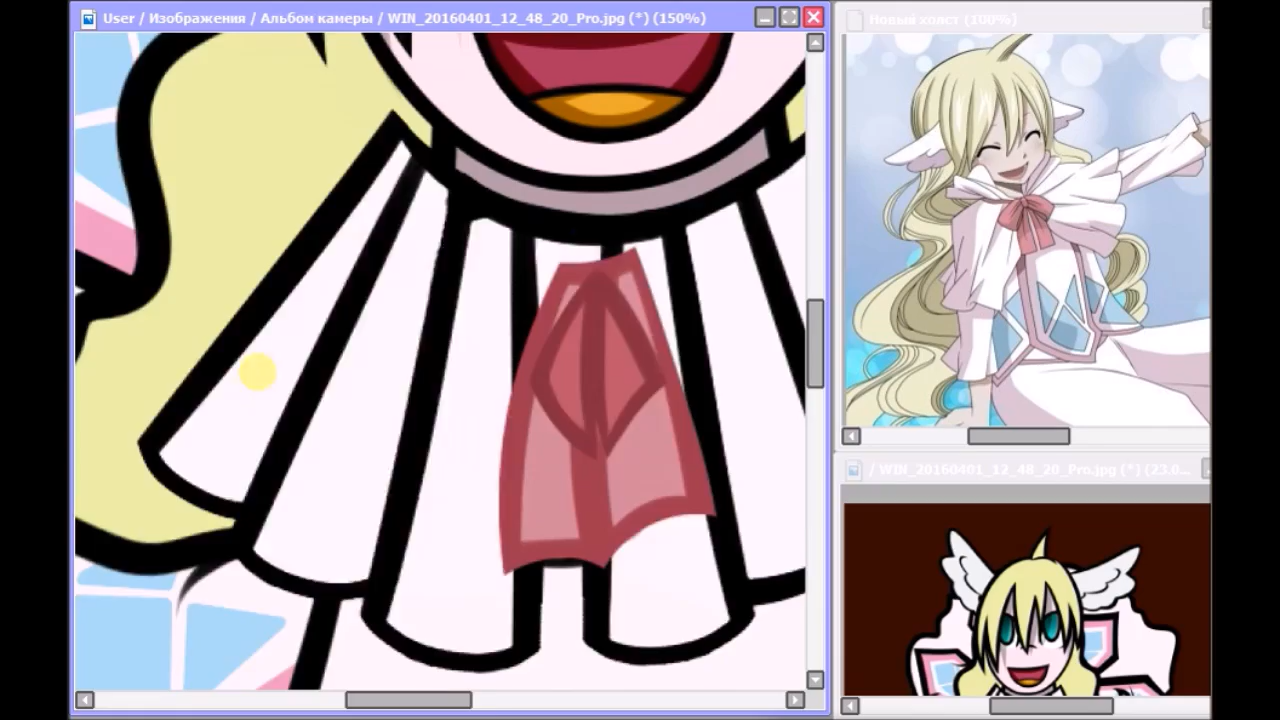 User / Изображения / Альбом камеры / WIN_20160401_12_48_20_Pro.jpg (*) (150%)
Новый холст (100%)
/ WIN_20160401_12_48_20_Pro.jpg (*) (23.0...